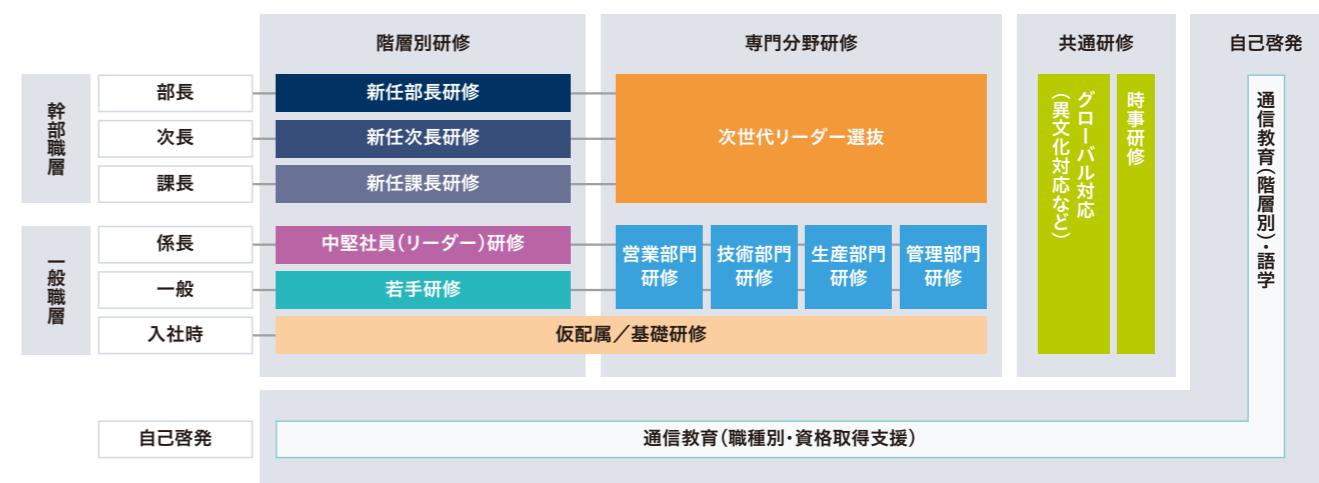 階層別研修
専門分野研修
共通研修
自己啓発
幹部職層
部長
新任部長研修
次長
新任次長研修
課長
新任課長研修
次世代リーダー選抜
グローバル対応
（異文化対応など）
時事研修
通信教育（階層別）・語学
一般職層
係長
中堅社員（リーダー）研修
一般
若手研修
営業部門
研修
技術部門
研修
生産部門
研修
管理部門
研修
入社時
仮配属／基礎研修
自己啓発
通信教育（職種別・資格取得支援）